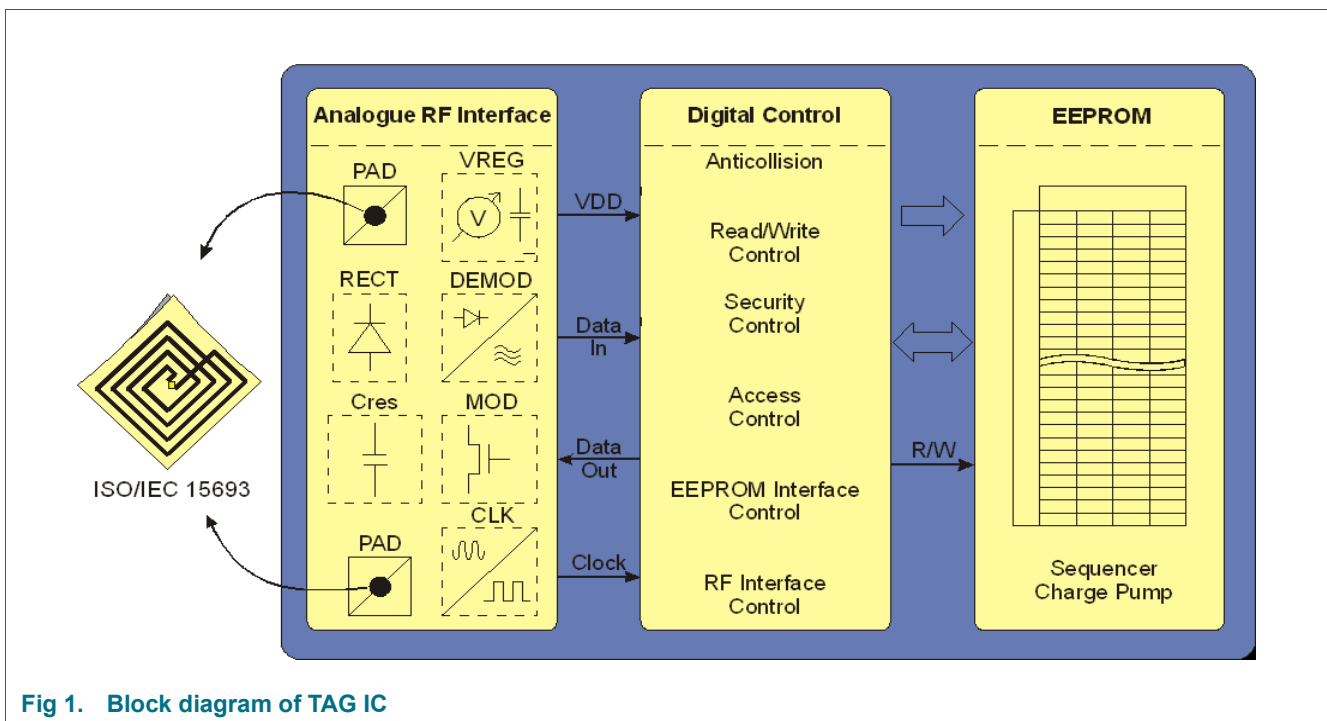 Analogue RF Interface
PAD
VREG
V
RECT
DEMOD
Cres
MOD
PAD
CLK
ISO/IEC 15693
VDD
Data
In
Data
Out
Clock
Digital Control
Anticollision
Read/Write
Control
Security
Control
Access
Control
EEPROM Interface
Control
RF Interface
Control
R/W
EEPROM
Sequencer
Charge Pump
Fig 1. Block diagram of TAG IC